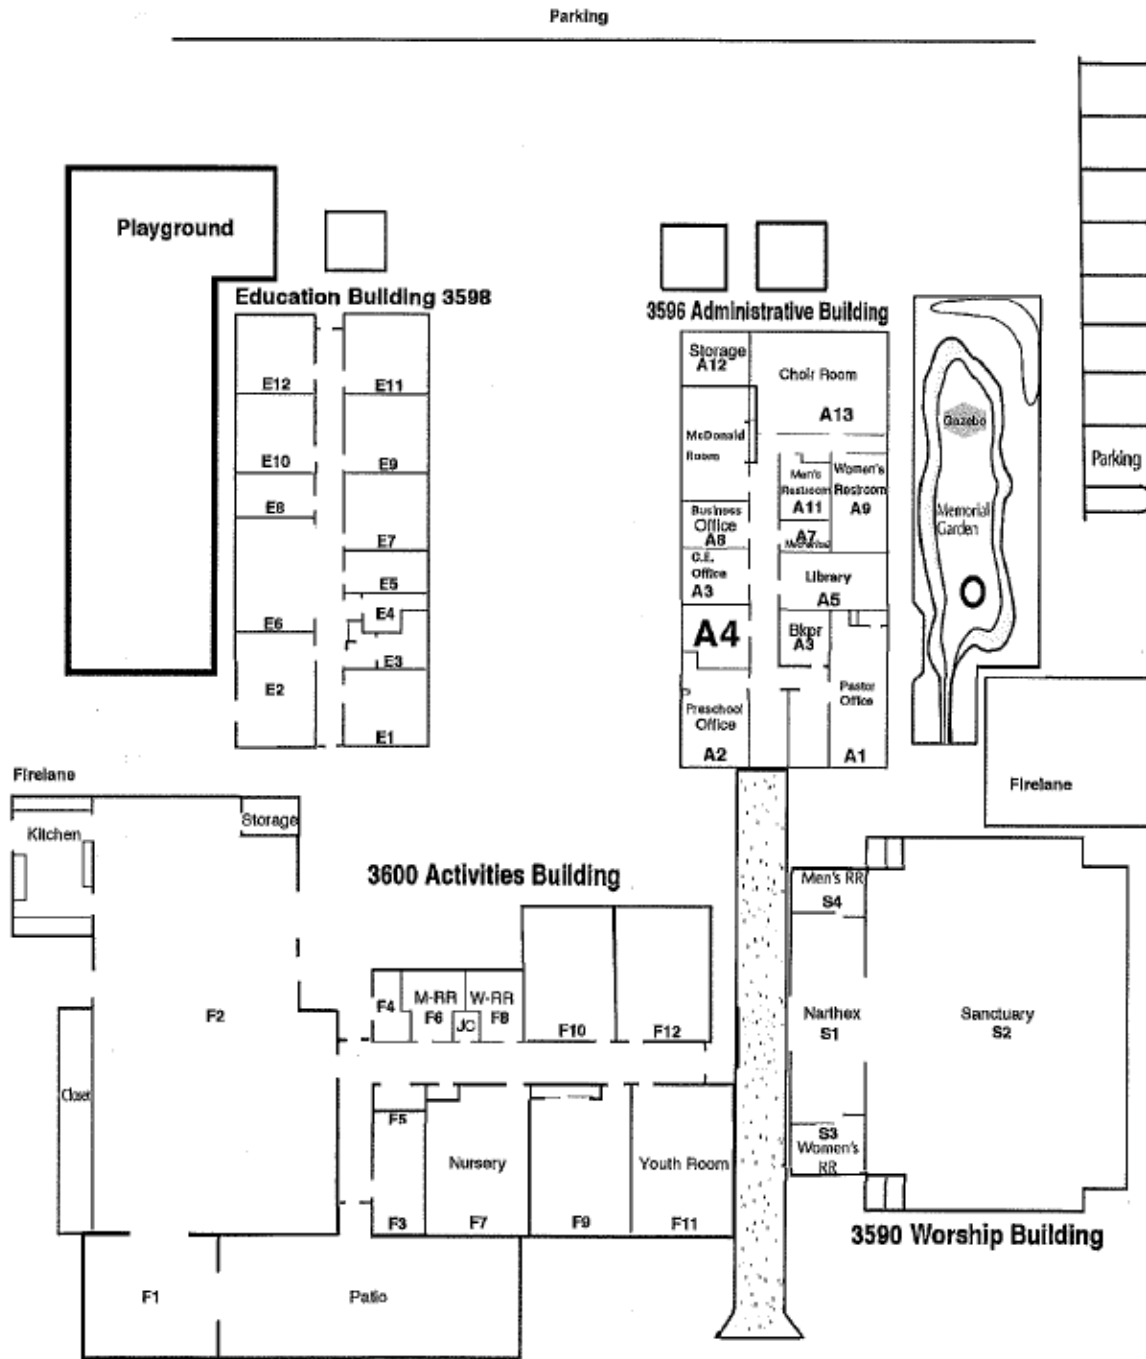 Parking
Playground
Education Building 3598
E12
E11
E10
E9
E8
E7
E5
E4
E6
E3
E2
E1
3596 Administrative Building
Storage
A12
Choir Room
A13
McDonald
Room
Men's
Restroom
A11
Women's
Restroom
A9
Business
Office
A8
A7
Mechanical
C.E.
Office
A3
Library
A5
A4
Bkpr
A3
Pastor
Office
Preschool
Office
A2
A1
Gazebo
Memorial
Garden
Parking
Firelane
Firelane
Kitchen
Storage
3600 Activities Building
F2
Closet
F4
M-RR
F6
JC
W-RR
F8
F10
F12
F5
F3
Nursery
F7
F9
Youth Room
F11
F1
Patio
Men's RR
S4
Narthex
S1
Sanctuary
S2
S3
Women's
RR
3590 Worship Building